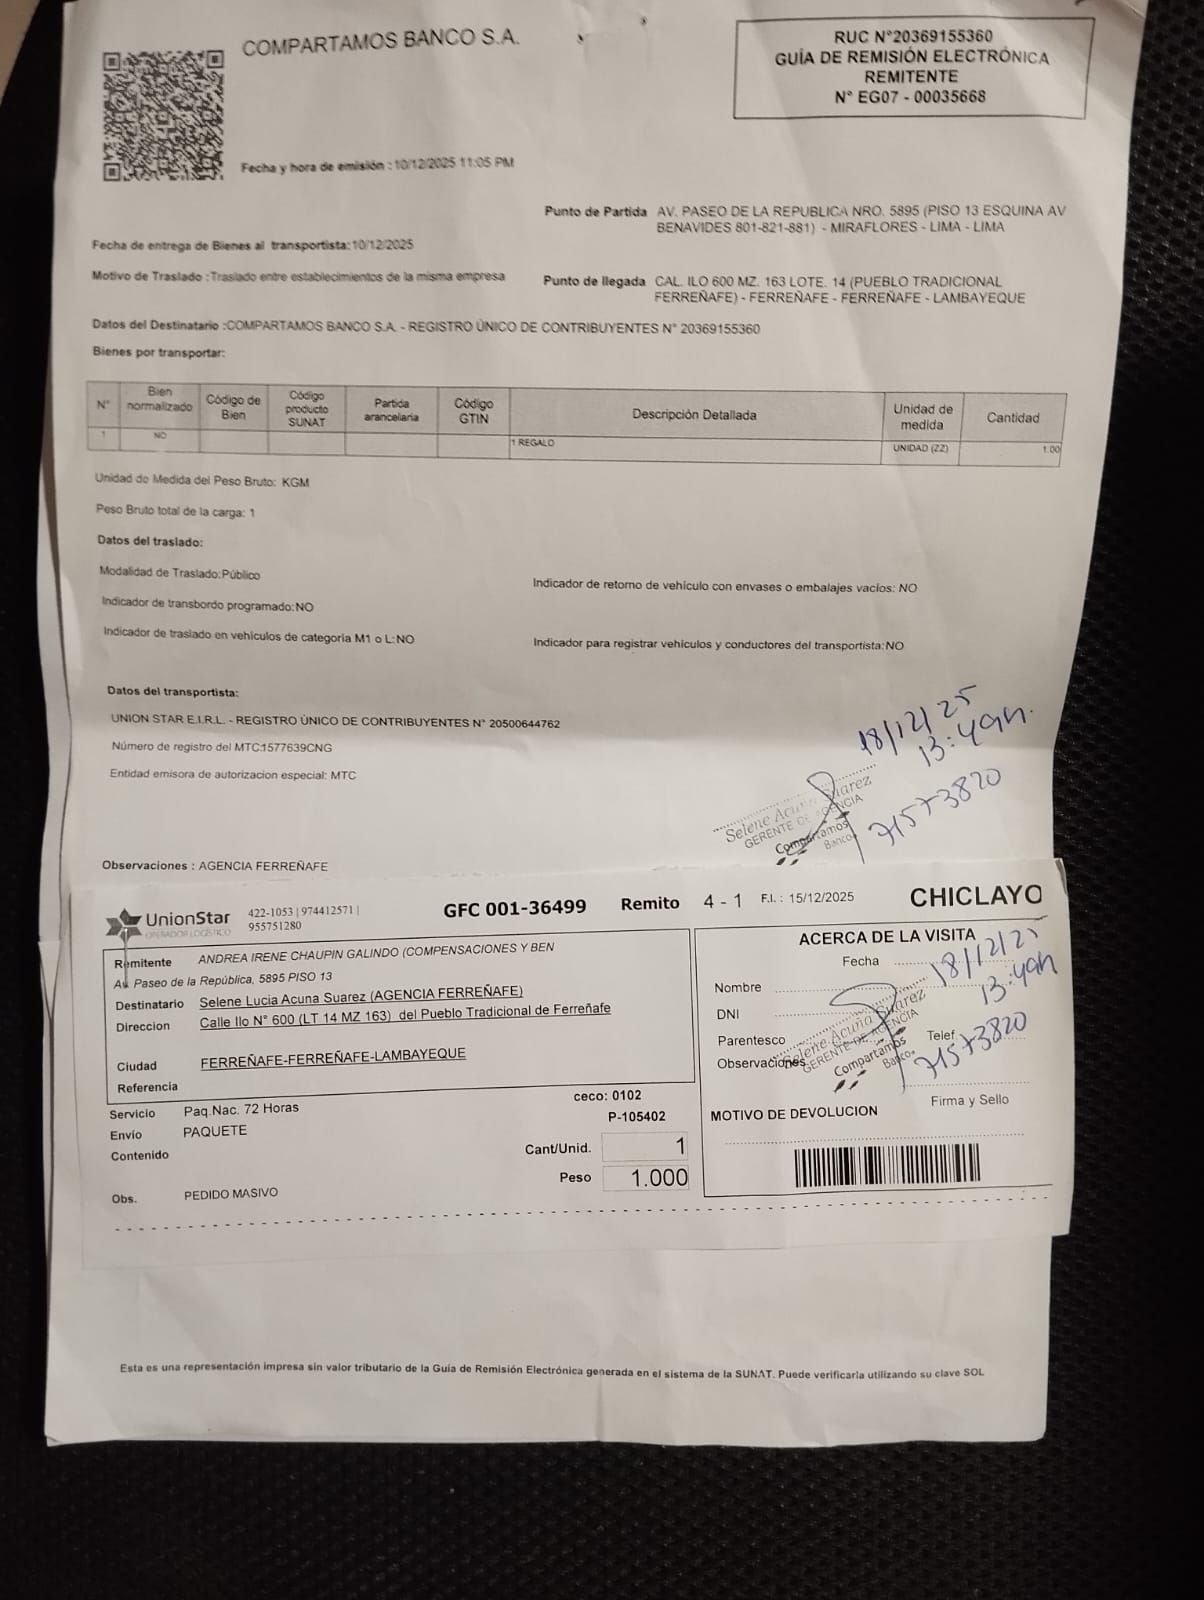 COMPARTAMOS BANCO S.A.
RUC N°20369155360
GUÍA DE REMISIÓN ELECTRÓNICA
REMITENTE
N° EG07 - 00035668
Fecha y hora de emisión : 10/12/2025 11:05 PM
Punto de Partida AV. PASEO DE LA REPUBLICA NRO. 5895 (PISO 13 ESQUINA AV
BENAVIDES 801-821-881) - MIRAFLORES - LIMA - LIMA
Fecha de entrega de Bienes al transportista:10/12/2025
Motivo de Traslado :Traslado entre establecimientos de la misma empresa
Punto de llegada CAL. ILO 600 MZ. 163 LOTE. 14 (PUEBLO TRADICIONAL
FERREÑAFE) - FERREÑAFE - FERREÑAFE - LAMBAYEQUE
Datos del Destinatario :COMPARTAMOS BANCO S.A. - REGISTRO ÚNICO DE CONTRIBUYENTES N° 20369155360
Bienes por transportar:
N° Bien normalizado Código de Bien Código producto SUNAT Partida arancelaria Código GTIN Descripción Detallada Unidad de medida Cantidad
1 NO 1 REGALO UNIDAD (ZZ) 1.00
Unidad de Medida del Peso Bruto: KGM
Peso Bruto total de la carga: 1
Datos del traslado:
Modalidad de Traslado:Público
Indicador de retorno de vehículo con envases o embalajes vacíos: NO
Indicador de transbordo programado:NO
Indicador de traslado en vehículos de categoría M1 o L:NO
Indicador para registrar vehículos y conductores del transportista:NO
Datos del transportista:
UNION STAR E.I.R.L. - REGISTRO ÚNICO DE CONTRIBUYENTES N° 20500644762
Número de registro del MTC:1577639CNG
Entidad emisora de autorizacion especial: MTC
18/12/25
13:49h.
71573820
Selene Acuña Suarez
GERENTE DE AGENCIA
Compartamos
Banco
Observaciones : AGENCIA FERREÑAFE
UnionStar
OPERADOR LOGÍSTICO
422-1053 | 974412571 |
955751280
GFC 001-36499 Remito 4 - 1 F.I. : 15/12/2025 CHICLAYO
Remitente ANDREA IRENE CHAUPIN GALINDO (COMPENSACIONES Y BEN
Av. Paseo de la República, 5895 PISO 13
Destinatario Selene Lucia Acuna Suarez (AGENCIA FERREÑAFE)
Direccion Calle Ilo N° 600 (LT 14 MZ 163) del Pueblo Tradicional de Ferreñafe
Ciudad FERREÑAFE-FERREÑAFE-LAMBAYEQUE
Referencia
Servicio Paq.Nac. 72 Horas
Envío PAQUETE
Contenido
Obs. PEDIDO MASIVO
ceco: 0102
P-105402
Cant/Unid. 1
Peso 1.000
ACERCA DE LA VISITA
Fecha
18/12/25
Nombre
13:49h
DNI
Parentesco
Telef.
71573820
Observaciones
Selene Acuña Suarez
GERENTE DE AGENCIA
Compartamos
Banco
Firma y Sello
MOTIVO DE DEVOLUCION
Esta es una representación impresa sin valor tributario de la Guía de Remisión Electrónica generada en el sistema de la SUNAT. Puede verificarla utilizando su clave SOL